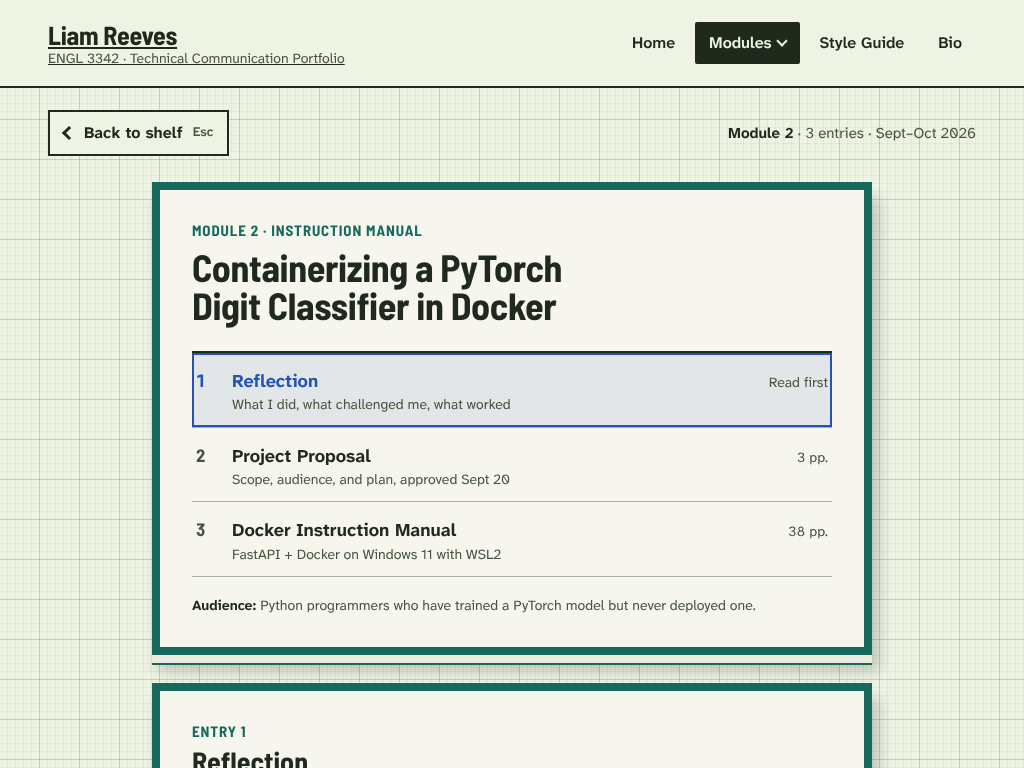 Liam Reeves
ENGL 3342 · Technical Communication Portfolio
Home
Modules
Style Guide
Bio
Back to shelf Esc
Module 2 · 3 entries · Sept–Oct 2026
MODULE 2 · INSTRUCTION MANUAL
Containerizing a PyTorch
Digit Classifier in Docker
1 Reflection Read first
What I did, what challenged me, what worked
2 Project Proposal 3 pp.
Scope, audience, and plan, approved Sept 20
3 Docker Instruction Manual 38 pp.
FastAPI + Docker on Windows 11 with WSL2
Audience: Python programmers who have trained a PyTorch model but never deployed one.
ENTRY 1
Reflection